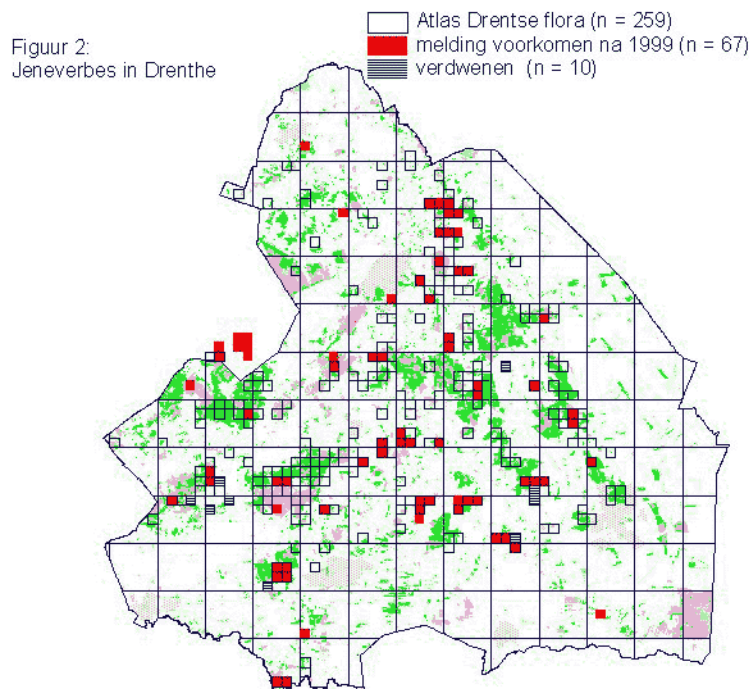 Figuur 2:
Jeneverbes in Drenthe
Atlas Drentse flora (n = 259)
melding voorkomen na 1999 (n = 67)
verdwenen (n = 10)